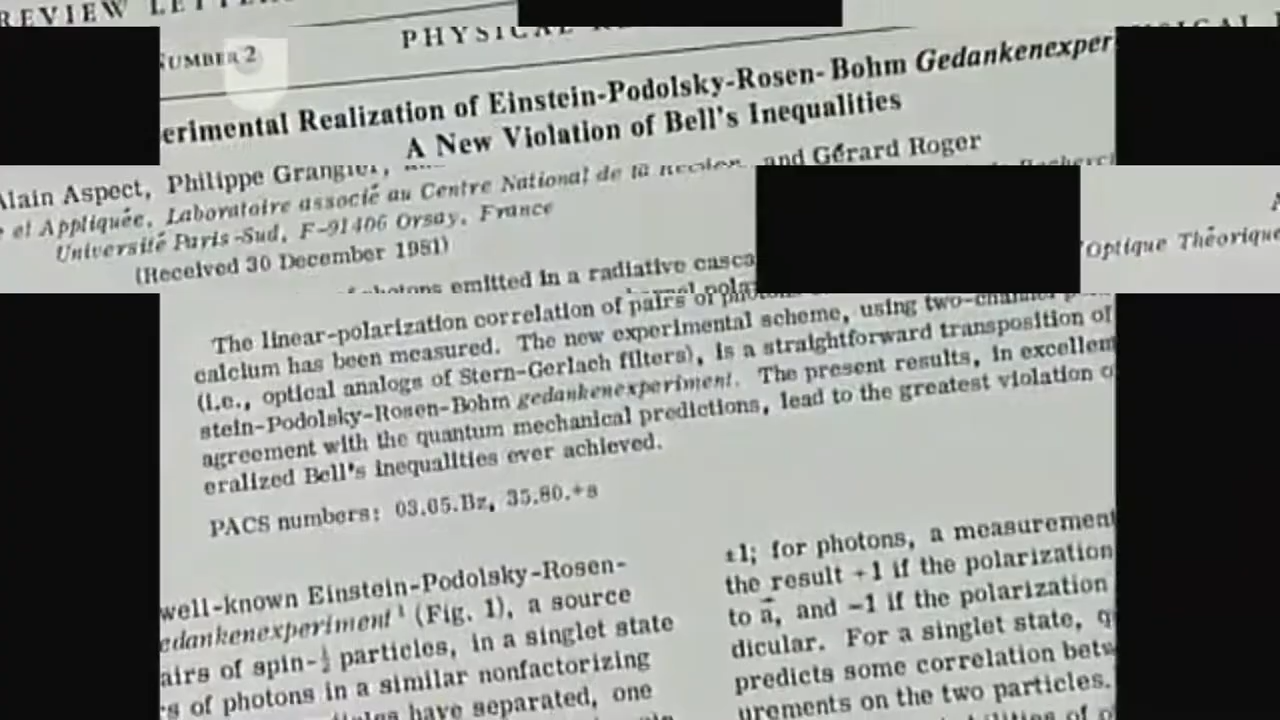 REVIEW
NUMBER 2
PHYSICAL
erimental Realization of Einstein-Podolsky-Rosen-Bohm Gedankenexper
A New Violation of Bell's Inequalities
Alain Aspect, Philippe Grangier, and Gérard Roger
et Appliquée, Laboratoire associé au Centre National de la
Optique Théorique
Université Paris-Sud, F-91406 Orsay, France
(Received 30 December 1981)
photons emitted in a radiative casca
The linear-polarization correlation of pairs of
calcium has been measured. The new experimental scheme, using two-channel
(i.e., optical analogs of Stern-Gerlach filters), is a straightforward transposition of
stein-Podolsky-Rosen-Bohm gedankenexperiment. The present results, in excellent
agreement with the quantum mechanical predictions, lead to the greatest violation o
eralized Bell's inequalities ever achieved.
PACS numbers: 03.65.Bz, 35.80.+s
well-known Einstein-Podolsky-Rosen-
edankenexperiment¹ (Fig. 1), a source
airs of spin-½ particles, in a singlet state
s of photons in a similar nonfactorizing
have separated, one
±1; for photons, a measurement
the result +1 if the polarization
to a⃗, and -1 if the polarization
dicular. For a singlet state, q
predicts some correlation betw
urements on the two particles.